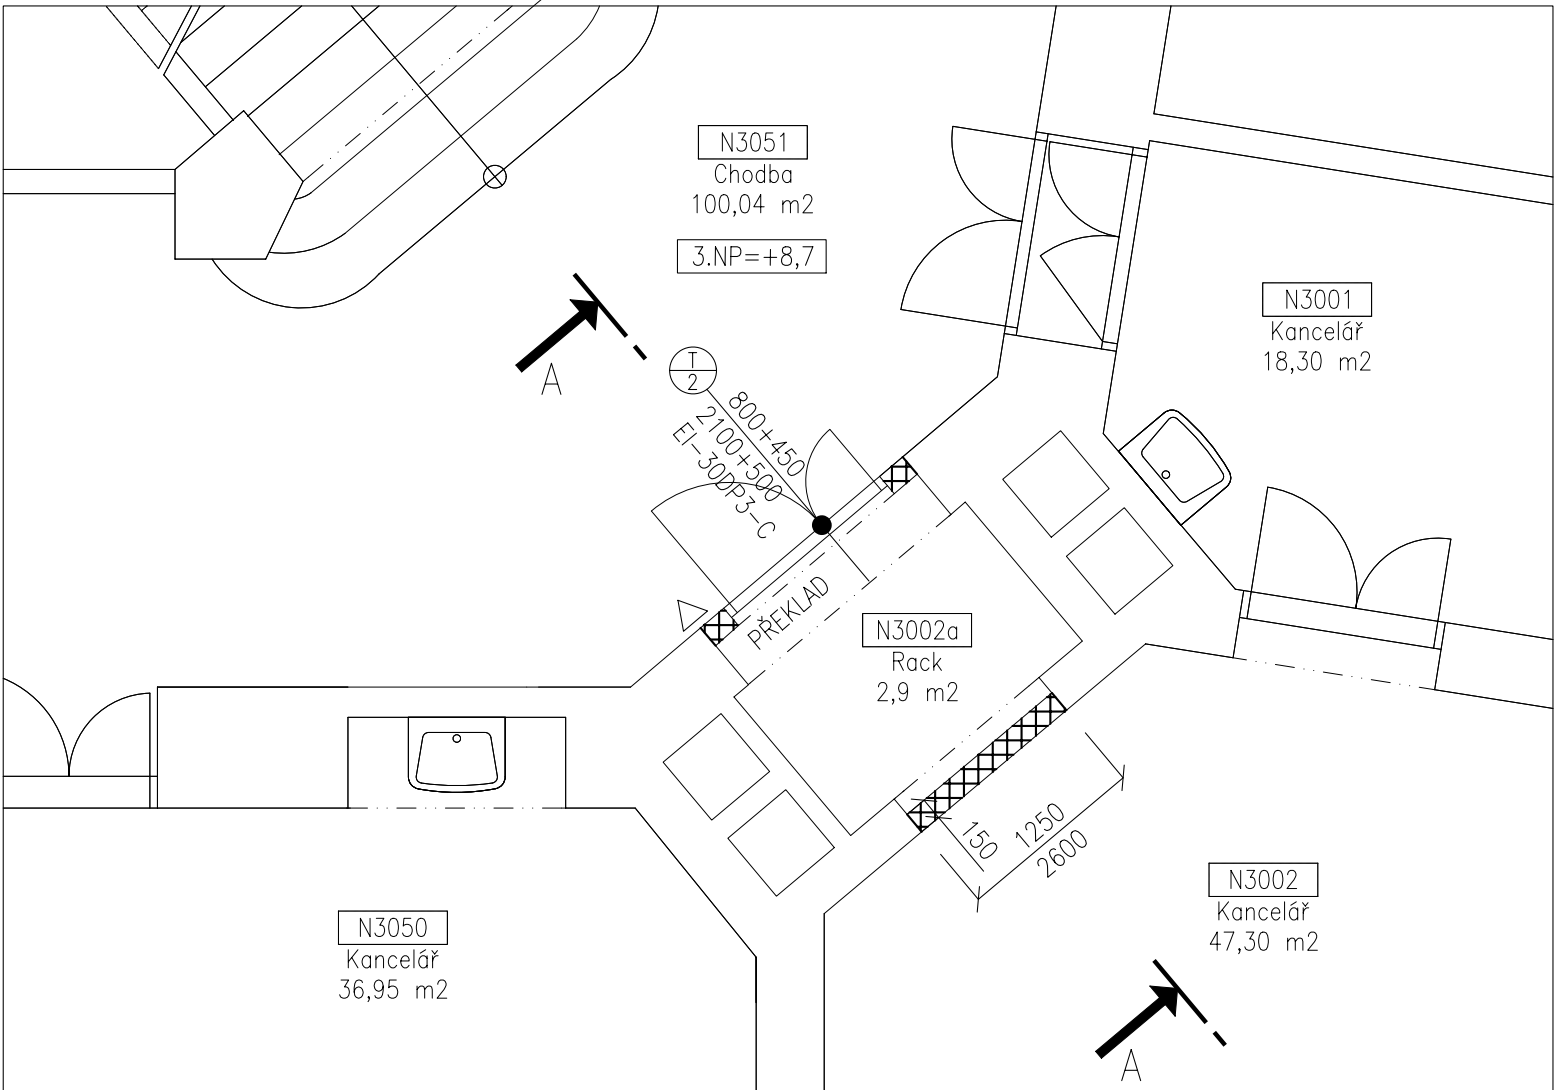 N3051
Chodba
100,04 m2
3.NP=+8,7
N3001
Kancelář
18,30 m2
A
T
2
800+450
2100+500
EI-30DP3-C
PŘEKLAD
N3002a
Rack
2,9 m2
150
1250
2600
N3002
Kancelář
47,30 m2
N3050
Kancelář
36,95 m2
A